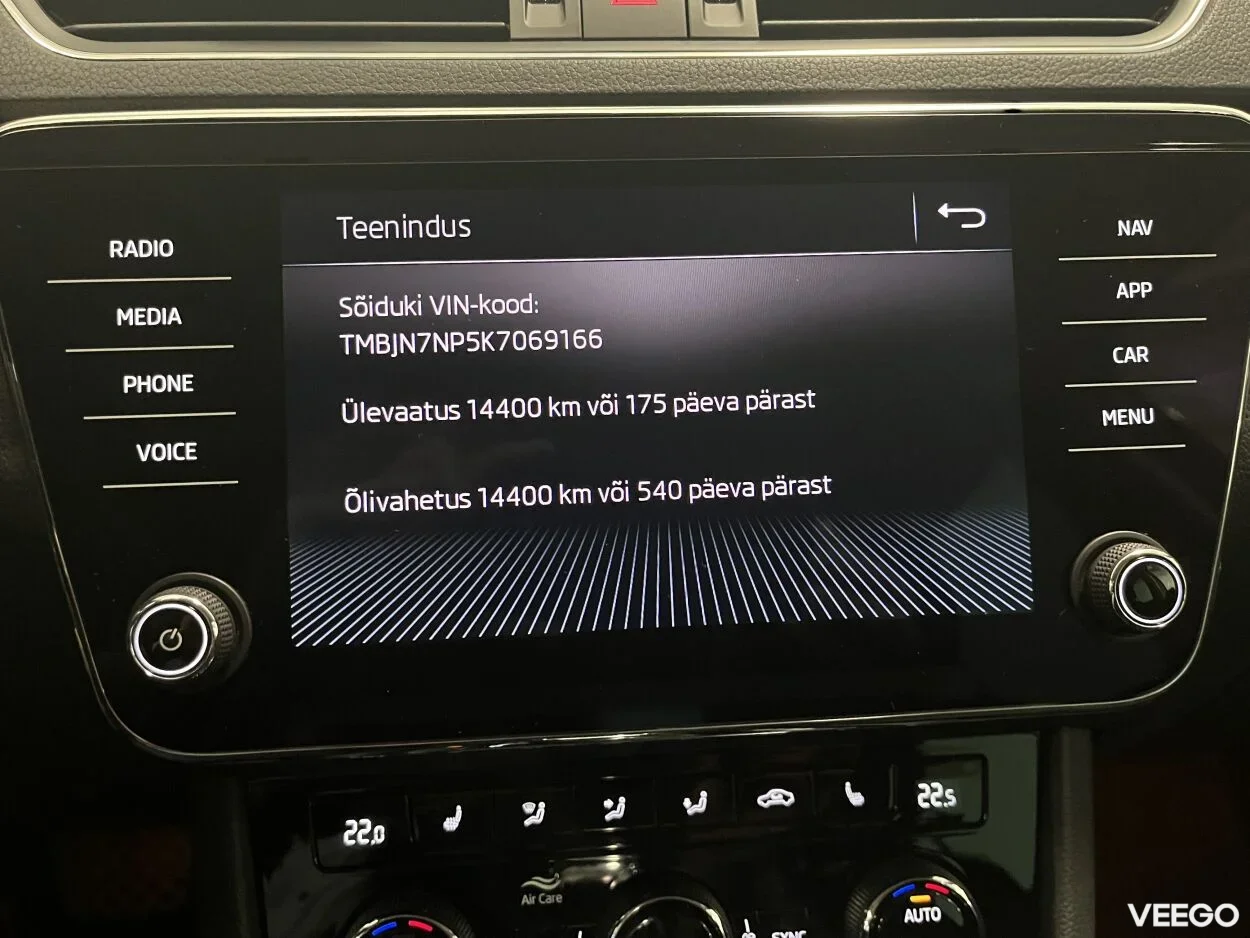 Teenindus
RADIO
MEDIA
PHONE
VOICE
Sõiduki VIN-kood:
TMBJN7NP5K7069166
Ülevaatus 14400 km või 175 päeva pärast
Õlivahetus 14400 km või 540 päeva pärast
NAV
APP
CAR
MENU
22.0
22.5
Air Care
AUTO
SYNC
VEEGO